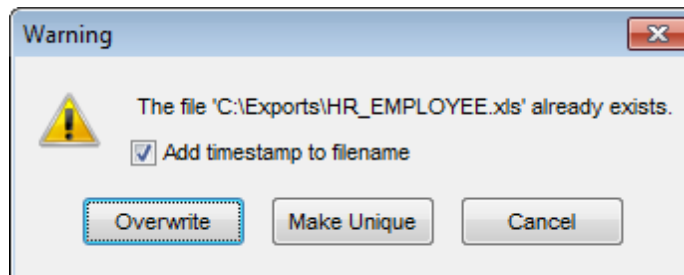 Warning
The file 'C:\Exports\HR_EMPLOYEE.xls' already exists.
Add timestamp to filename
Overwrite Make Unique Cancel